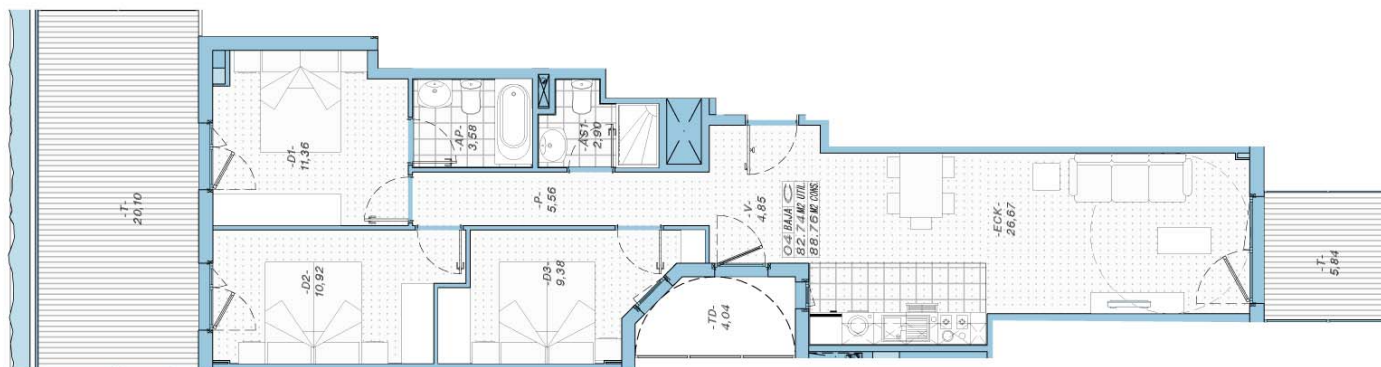 -T-
20,10
-D1-
11,36
-AP-
3,58
-AS1-
2,90
-P-
5,56
-V-
4,85
04 BAJA C
82.74 M2 UTIL.
88.76 M2 CONS.
-ECK-
26,67
-T-
5,84
-D2-
10,92
-D3-
9,38
-TD-
4,04